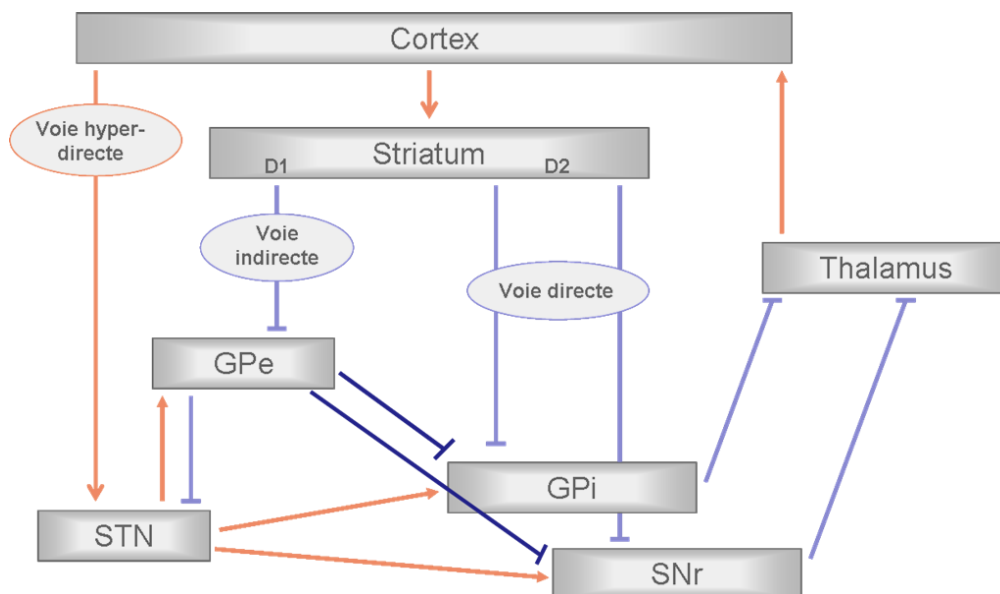 Cortex
Voie hyper-
directe
Striatum
D1
D2
Voie
indirecte
Thalamus
Voie directe
GPe
GPi
STN
SNr